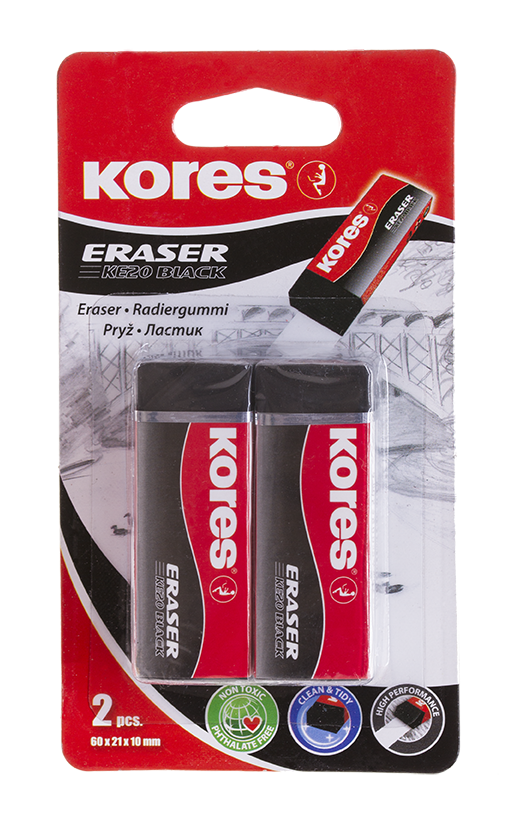 KORES®
ERASER
KE20 BLACK
Eraser • Radiergummi
Pryž • Ластик
KORES
ERASER
KORES
ERASER
KE20 BLACK
KORES
ERASER
KE20 BLACK
2 pcs.
60 x 21 x 10 mm
NON TOXIC
PHTHALATE FREE
CLEAN & TIDY
HIGH PERFORMANCE